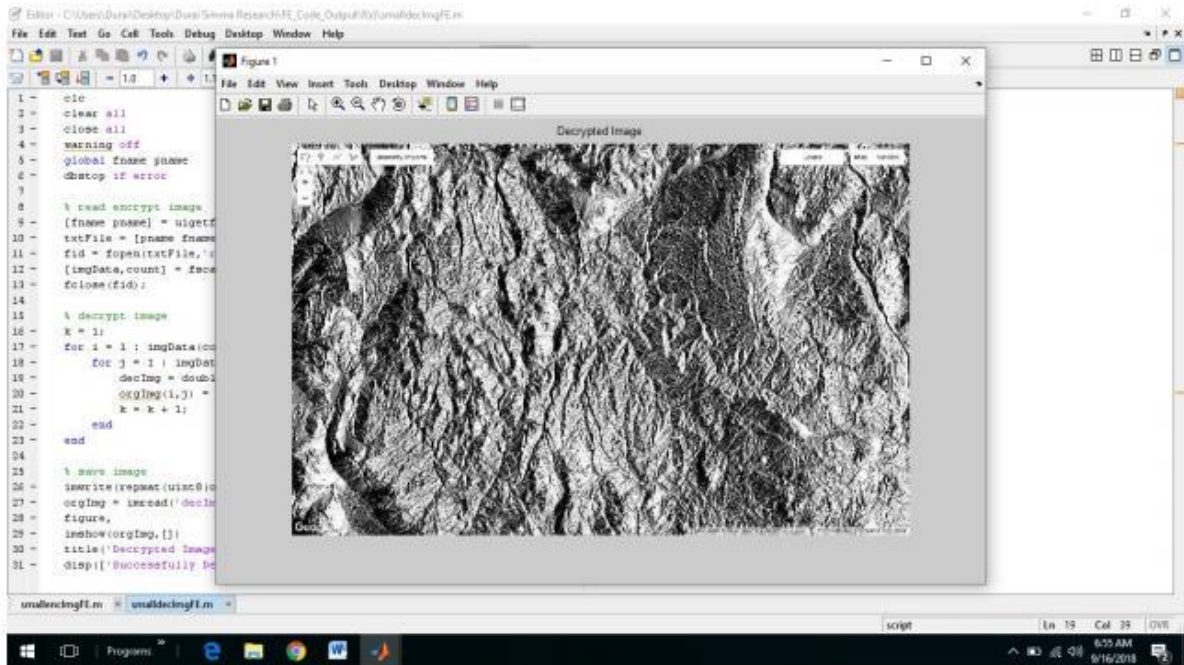 Editor - C:\Users\Durai\Desktop\Durai Simma Research\FE_Code_Output\f(x)\smalldecImgFE.m
File Edit Text Go Cell Tools Debug Desktop Window Help
- 1.0 +
Figure 1
File Edit View Insert Tools Desktop Window Help
Decrypted Image
1 - clc
2 - clear all
3 - close all
4 - warning off
5 - global fname pname
6 - dbstop if error
7
8 % read encrypt image
9 - [fname pname] = uigetf
10 - txtFile = [pname fname
11 - fid = fopen(txtFile,'r
12 - [imgData,count] = fsca
13 - fclose(fid);
14
15 % decrypt image
16 - k = 1;
17 - for i = 1 : imgData(co
18 - for j = 1 : imgDat
19 - decImg = doubl
20 - orgImg(i,j) =
21 - k = k + 1;
22 - end
23 - end
24
25 % save image
26 - imwrite(repmat(uint8(o
27 - orgImg = imread('decIm
28 - figure,
29 - imshow(orgImg,[])
30 - title('Decrypted Image
31 - disp(['Successfully De
smallencImgFE.m × smalldecImgFE.m ×
script Ln 19 Col 39 OVR
Programs »
6:55 AM
9/16/2018